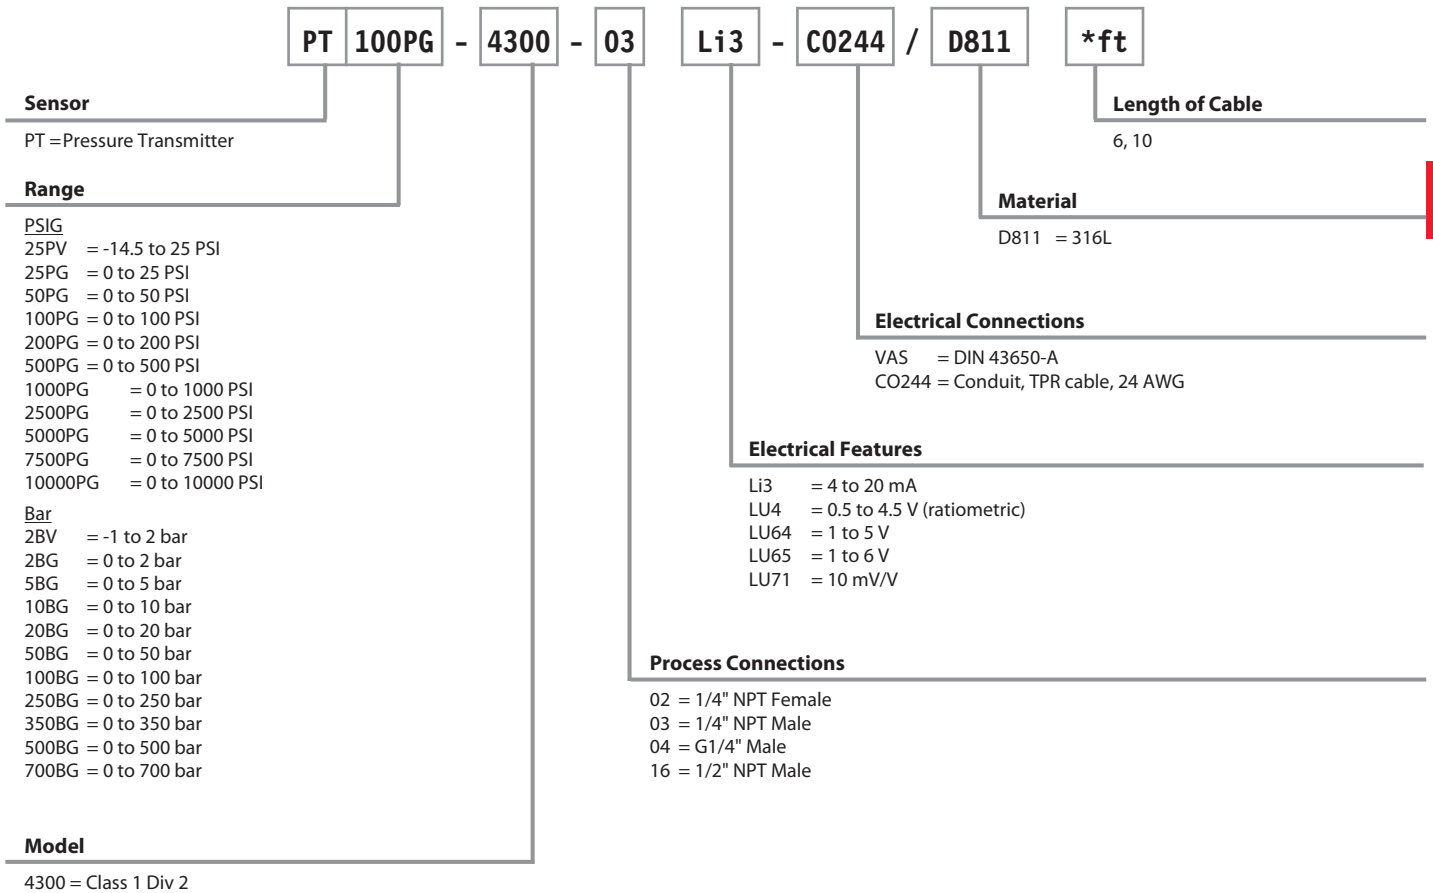 PT 100PG - 4300 - 03 Li3 - CO244 / D811 *ft
Sensor
PT =Pressure Transmitter
Range
PSIG
25PV = -14.5 to 25 PSI
25PG = 0 to 25 PSI
50PG = 0 to 50 PSI
100PG = 0 to 100 PSI
200PG = 0 to 200 PSI
500PG = 0 to 500 PSI
1000PG = 0 to 1000 PSI
2500PG = 0 to 2500 PSI
5000PG = 0 to 5000 PSI
7500PG = 0 to 7500 PSI
10000PG = 0 to 10000 PSI
Bar
2BV = -1 to 2 bar
2BG = 0 to 2 bar
5BG = 0 to 5 bar
10BG = 0 to 10 bar
20BG = 0 to 20 bar
50BG = 0 to 50 bar
100BG = 0 to 100 bar
250BG = 0 to 250 bar
350BG = 0 to 350 bar
500BG = 0 to 500 bar
700BG = 0 to 700 bar
Model
4300 = Class 1 Div 2
Process Connections
02 = 1/4" NPT Female
03 = 1/4" NPT Male
04 = G1/4" Male
16 = 1/2" NPT Male
Electrical Features
Li3 = 4 to 20 mA
LU4 = 0.5 to 4.5 V (ratiometric)
LU64 = 1 to 5 V
LU65 = 1 to 6 V
LU71 = 10 mV/V
Electrical Connections
VAS = DIN 43650-A
CO244 = Conduit, TPR cable, 24 AWG
Material
D811 = 316L
Length of Cable
6, 10